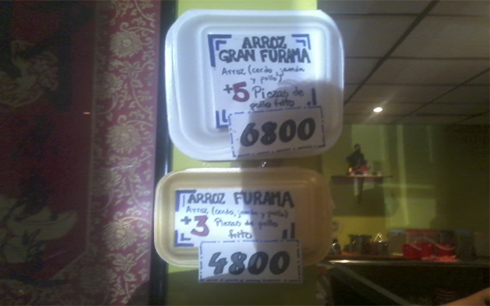 ARROZ
GRAN FURAMA
Arroz (cerdo, jamón
y pollo)
+5 Piezas de
pollo frito
6800
ARROZ FURAMA
Arroz (cerdo, jamón y pollo)
+3 Piezas de pollo
frito
4800